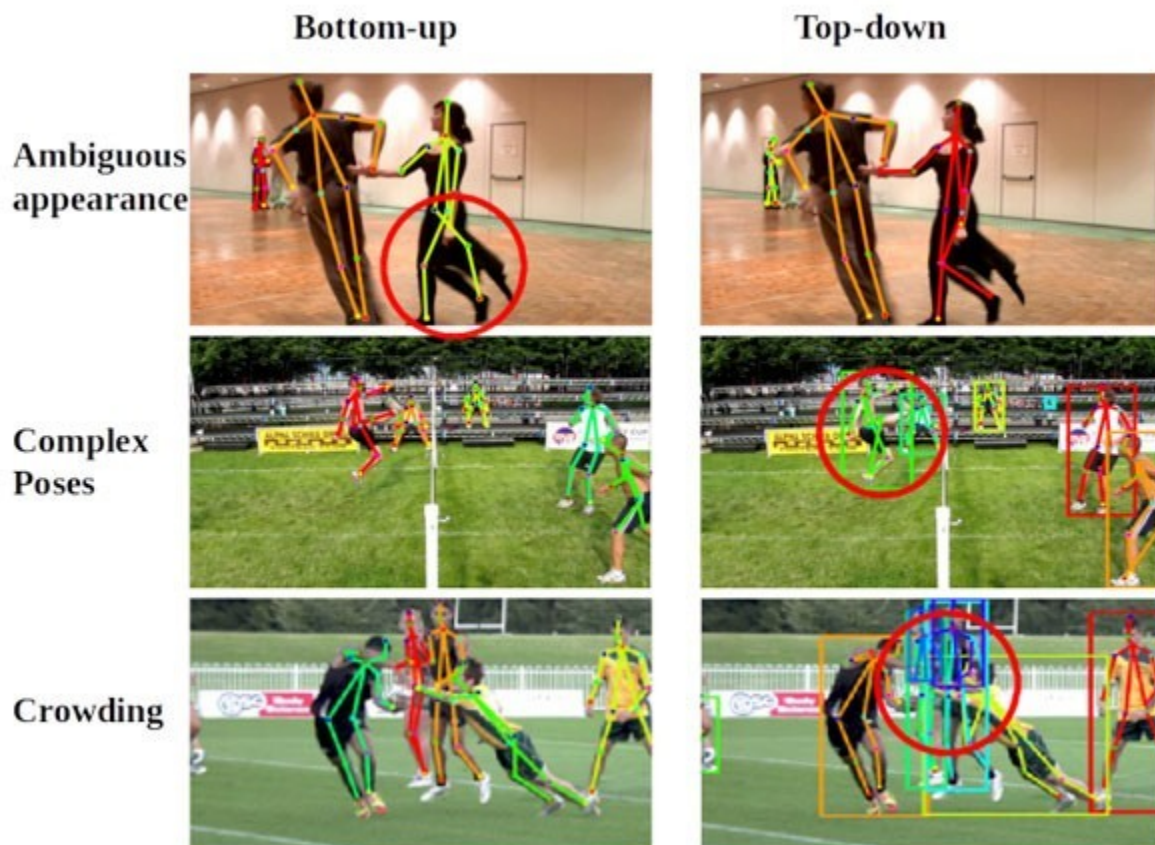 Bottom-up
Top-down
Ambiguous
appearance
Complex
Poses
Crowding